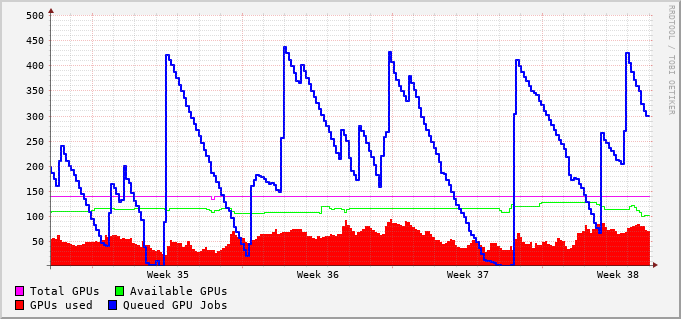 500
450
400
350
300
250
200
150
100
50
Week 35 Week 36 Week 37 Week 38
Total GPUs Available GPUs
GPUs used Queued GPU Jobs
RRDTOOL / TOBI OETIKER